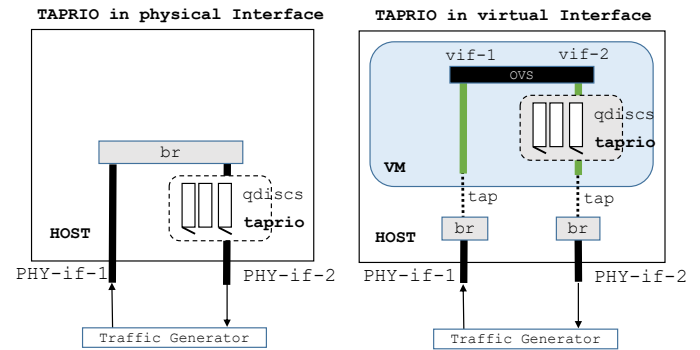 TAPRIO in physical Interface
br
qdiscs
taprio
HOST
PHY-if-1
PHY-if-2
Traffic Generator
TAPRIO in virtual Interface
vif-1
vif-2
OVS
qdiscs
taprio
VM
tap
tap
br
br
HOST
PHY-if-1
PHY-if-2
Traffic Generator